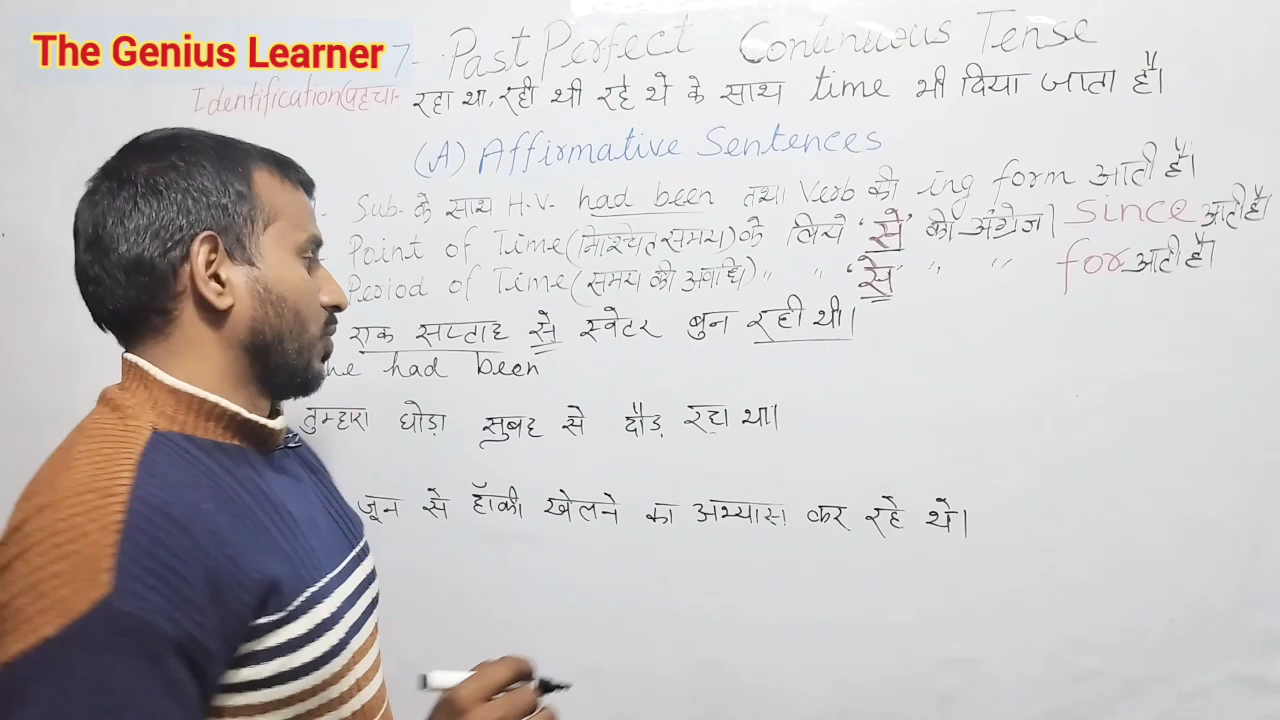 The Genius Learner
7- Past Perfect Continuous Tense
Identification(पहचा- रहा था, रही थी रहे थे के साथ time भी दिया जाता है।
(A) Affirmative Sentences
Sub- के साथ H.V. had been तथा Verb की ing form आती है।
Point of Time(निश्चित समय) के लिये 'से' की अंग्रेजी Since आती है।
Period of Time(समय की अवधि) " " 'से' " " for आती है।
एक सप्ताह से स्वेटर बुन रही थी।
he had been
तुम्हारा घोड़ा सुबह से दौड़ रहा था।
जून से हॉकी खेलने का अभ्यास कर रहे थे।